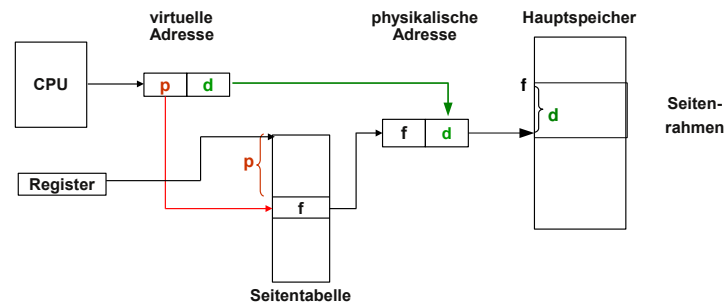 virtuelle
Adresse
physikalische
Adresse
Hauptspeicher
CPU
p d
f
d
Seiten-
rahmen
f d
p
Register
f
Seitentabelle